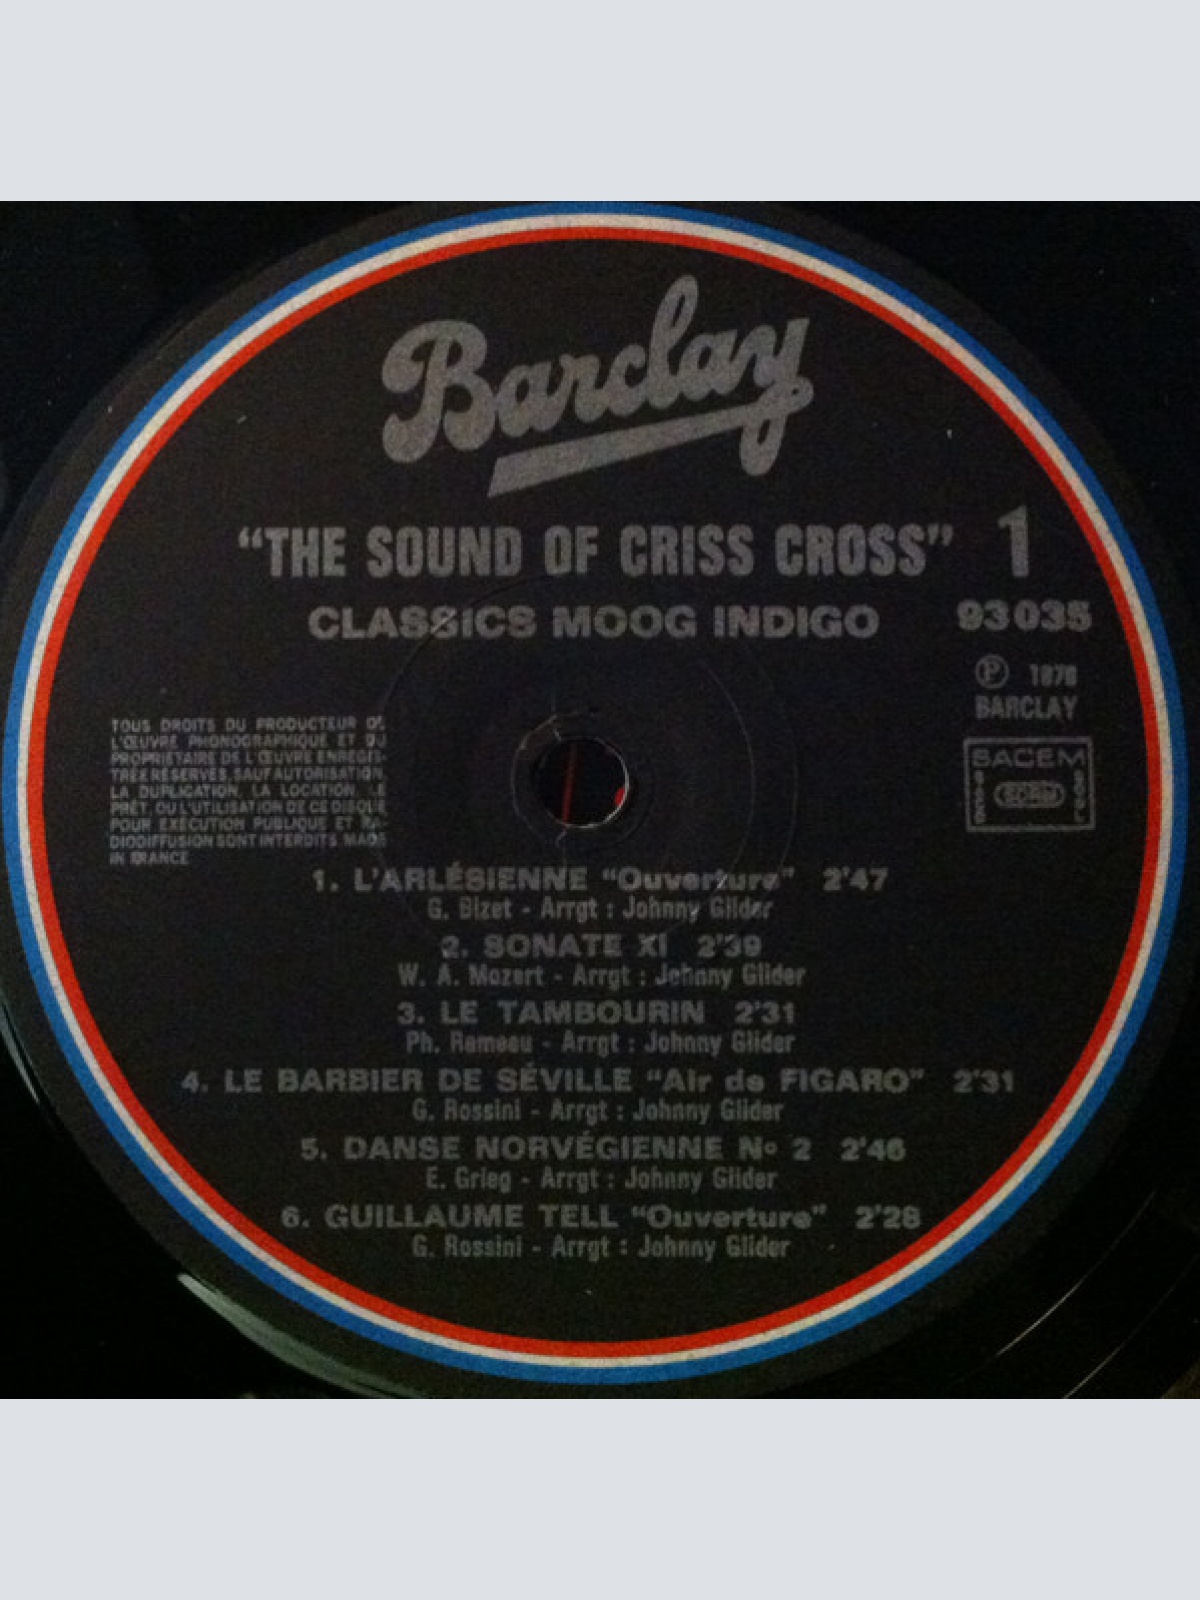 Barclay
"THE SOUND OF CRISS CROSS" 1
CLASSICS MOOG INDIGO 93035
Ⓟ 1976
BARCLAY
TOUS DROITS DU PRODUCTEUR DE
L'ŒUVRE PHONOGRAPHIQUE ET DU
PROPRIÉTAIRE DE L'ŒUVRE ENREGIS-
TRÉE RÉSERVÉS, SAUF AUTORISATION,
LA DUPLICATION, LA LOCATION, LE
PRÊT, OU L'UTILISATION DE CE DISQUE
POUR EXÉCUTION PUBLIQUE ET RA-
DIODIFFUSION SONT INTERDITS. MADE
IN FRANCE
SACEM
SACD
SDRM
SGDL
1. L'ARLÉSIENNE "Ouverture" 2'47
G. Bizet - Arrgt : Johnny Glider
2. SONATE XI 2'39
W. A. Mozart - Arrgt : Johnny Glider
3. LE TAMBOURIN 2'31
Ph. Rameau - Arrgt : Johnny Glider
4. LE BARBIER DE SÉVILLE "Air de FIGARO" 2'31
G. Rossini - Arrgt : Johnny Glider
5. DANSE NORVÉGIENNE Nº 2 2'46
E. Grieg - Arrgt : Johnny Glider
6. GUILLAUME TELL "Ouverture" 2'28
G. Rossini - Arrgt : Johnny Glider